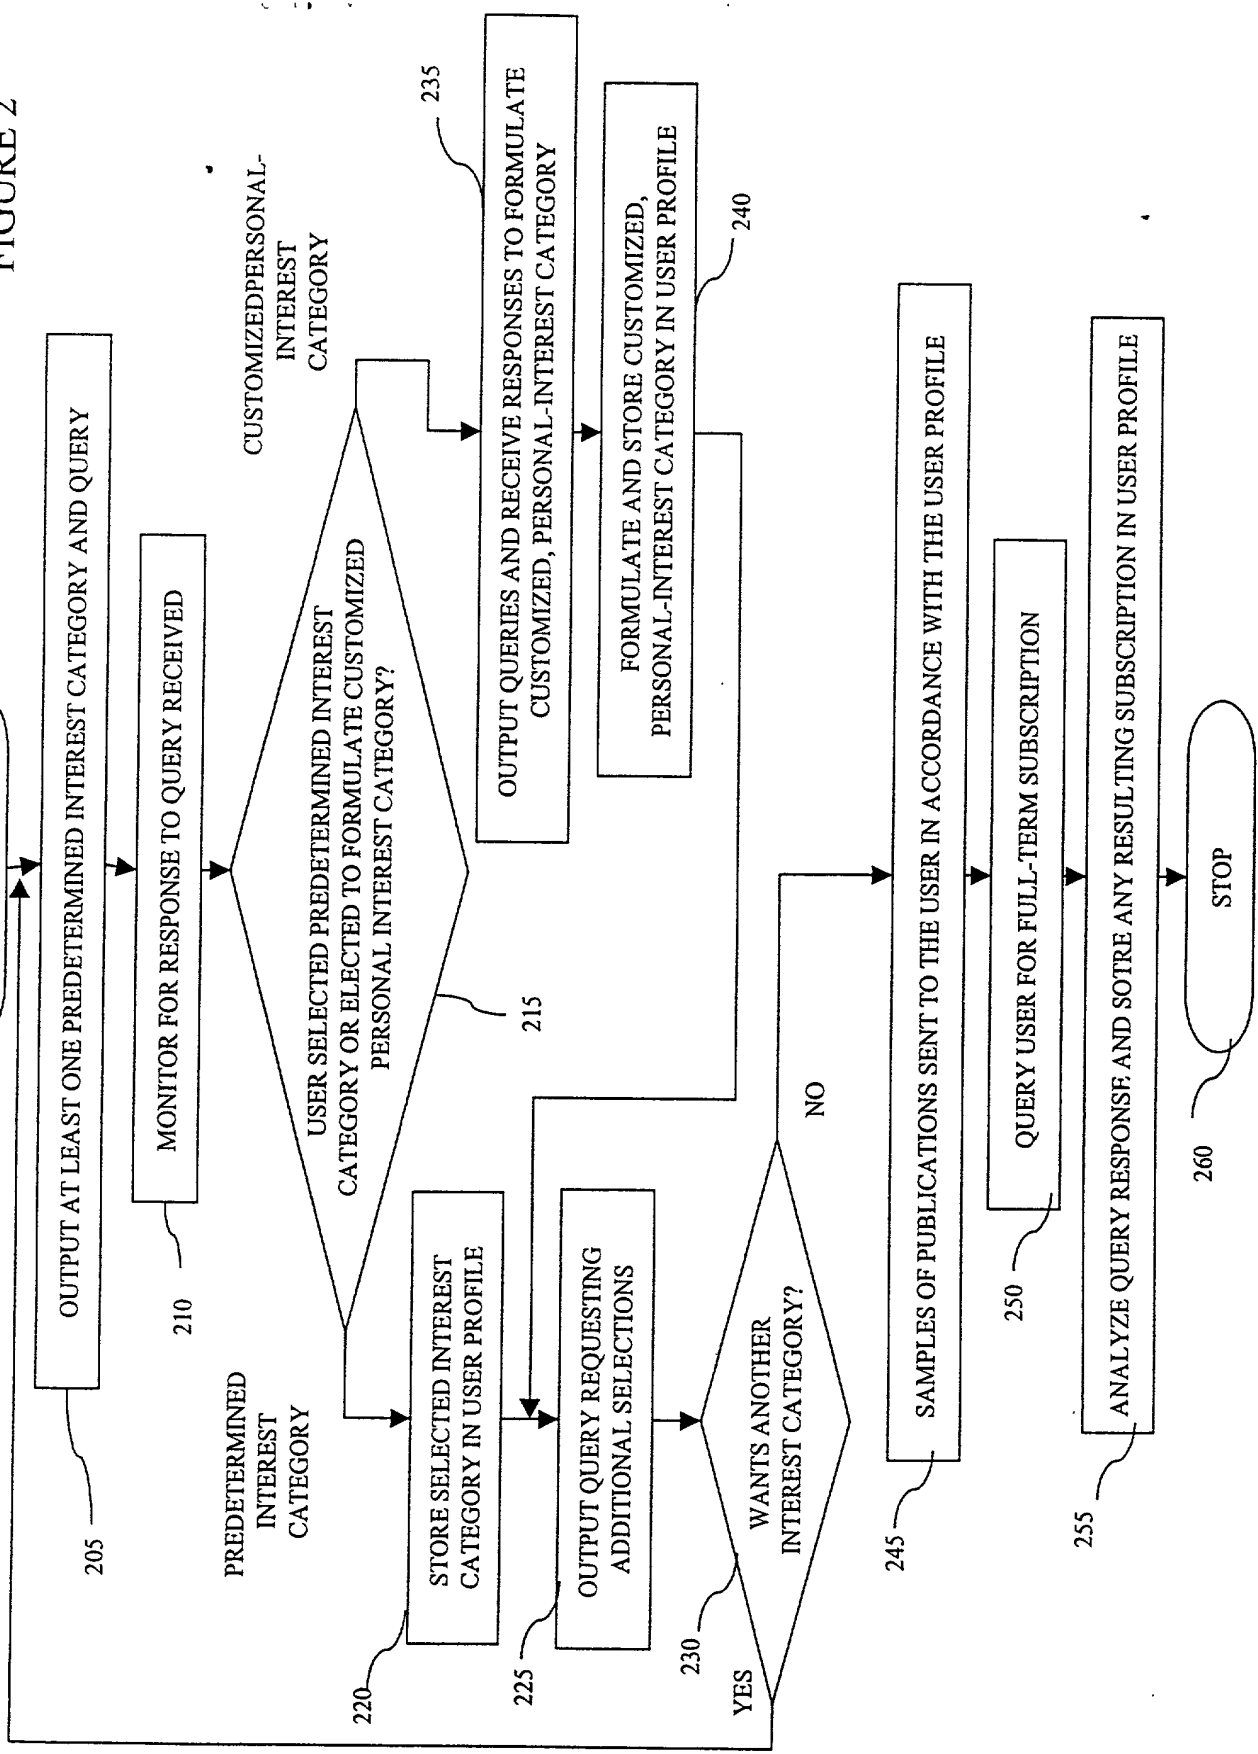 FIGURE 2
OUTPUT AT LEAST ONE PREDETERMINED INTEREST CATEGORY AND QUERY
205
MONITOR FOR RESPONSE TO QUERY RECEIVED
210
USER SELECTED PREDETERMINED INTEREST
CATEGORY OR ELECTED TO FORMULATE CUSTOMIZED
PERSONAL INTEREST CATEGORY?
215
PREDETERMINED
INTEREST
CATEGORY
CUSTOMIZEDPERSONAL-
INTEREST
CATEGORY
STORE SELECTED INTEREST
CATEGORY IN USER PROFILE
220
OUTPUT QUERIES AND RECEIVE RESPONSES TO FORMULATE
CUSTOMIZED, PERSONAL-INTEREST CATEGORY
235
OUTPUT QUERY REQUESTING
ADDITIONAL SELECTIONS
225
FORMULATE AND STORE CUSTOMIZED,
PERSONAL-INTEREST CATEGORY IN USER PROFILE
240
WANTS ANOTHER
INTEREST CATEGORY?
230
YES
NO
SAMPLES OF PUBLICATIONS SENT TO THE USER IN ACCORDANCE WITH THE USER PROFILE
245
QUERY USER FOR FULL-TERM SUBSCRIPTION
250
ANALYZE QUERY RESPONSE AND SOTRE ANY RESULTING SUBSCRIPTION IN USER PROFILE
255
STOP
260